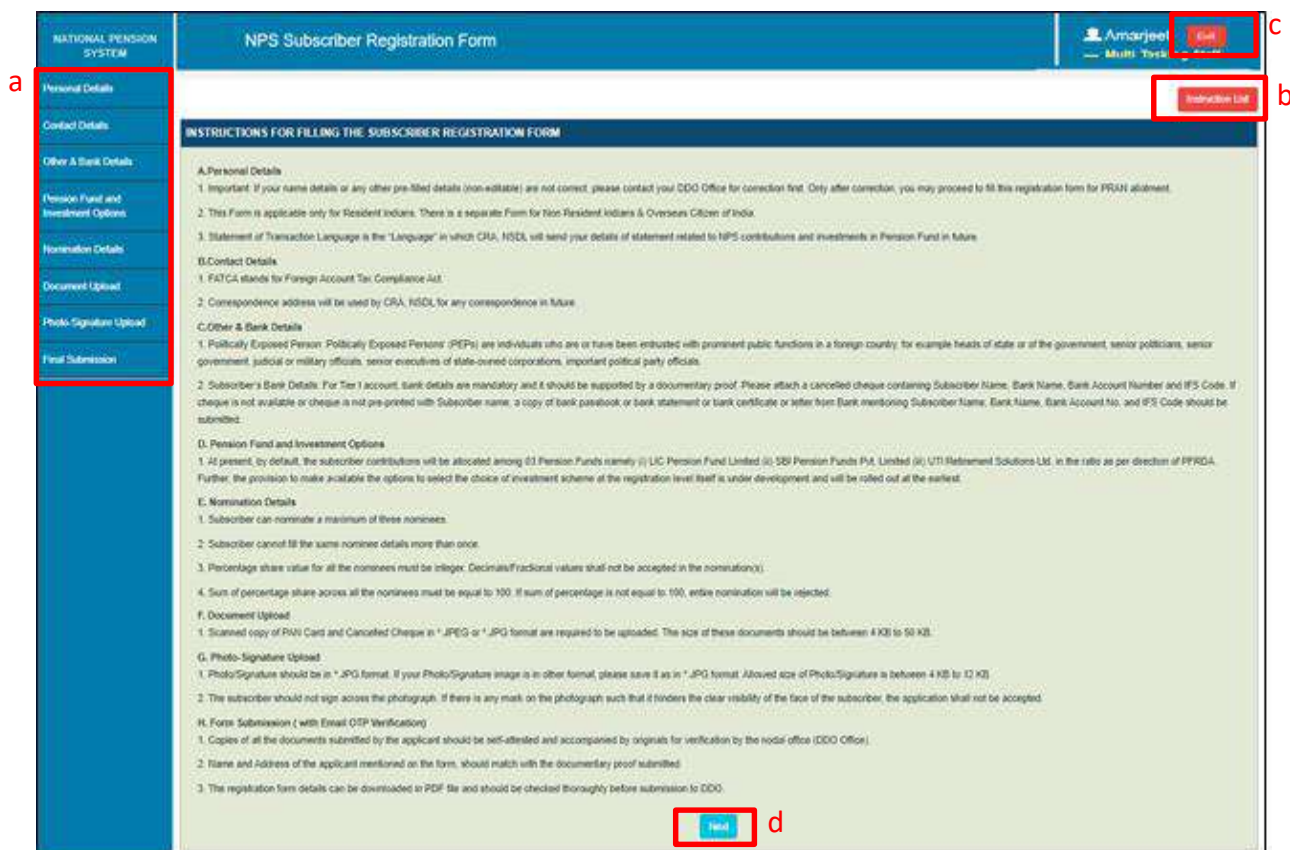 NATIONAL PENSION
SYSTEM
NPS Subscriber Registration Form
Amarjeet
Exit
c
Multi Tasking Staff
a
Personal Details
Contact Details
Other & Bank Details
Pension Fund and
Investment Options
Nomination Details
Document Upload
Photo-Signature Upload
Final Submission
Instruction List
b
INSTRUCTIONS FOR FILLING THE SUBSCRIBER REGISTRATION FORM
A.Personal Details
1. Important: If your name details or any other pre-filled details (non-editable) are not correct, please contact your DDO Office for correction first. Only after correction, you may proceed to fill this registration form for PRAN allotment.
2. This Form is applicable only for Resident Indians. There is a separate Form for Non Resident Indians & Overseas Citizen of India.
3. Statement of Transaction Language is the "Language" in which CRA, NSDL will send your details of statement related to NPS contributions and investments in Pension Fund in future.
B.Contact Details
1. FATCA stands for Foreign Account Tax Compliance Act.
2. Correspondence address will be used by CRA, NSDL for any correspondence in future.
C.Other & Bank Details
1. Politically Exposed Person: 'Politically Exposed Persons' (PEPs) are individuals who are or have been entrusted with prominent public functions in a foreign country, for example heads of state or of the government, senior politicians, senior
government, judicial or military officials, senior executives of state-owned corporations, important political party officials.
2. Subscriber's Bank Details: For Tier I account, bank details are mandatory and it should be supported by a documentary proof. Please attach a cancelled cheque containing Subscriber Name, Bank Name, Bank Account Number and IFS Code. If
cheque is not available or cheque is not pre-printed with Subscriber name, a copy of bank passbook or bank statement or bank certificate or letter from Bank mentioning Subscriber Name, Bank Name, Bank Account No. and IFS Code should be
submitted.
D. Pension Fund and Investment Options
1. At present, by default, the subscriber contributions will be allocated among 03 Pension Funds namely (i) LIC Pension Fund Limited (ii) SBI Pension Funds Pvt. Limited (iii) UTI Retirement Solutions Ltd. in the ratio as per direction of PFRDA.
Further, the provision to make available the options to select the choice of investment scheme at the registration level itself is under development and will be rolled out at the earliest.
E. Nomination Details
1. Subscriber can nominate a maximum of three nominees.
2. Subscriber cannot fill the same nominee details more than once.
3. Percentage share value for all the nominees must be integer. Decimals/Fractional values shall not be accepted in the nomination(s).
4. Sum of percentage share across all the nominees must be equal to 100. If sum of percentage is not equal to 100, entire nomination will be rejected.
F. Document Upload
1. Scanned copy of PAN Card and Cancelled Cheque in *.JPEG or *.JPG format are required to be uploaded. The size of these documents should be between 4 KB to 50 KB.
G. Photo-Signature Upload
1. Photo/Signature should be in *.JPG format. If your Photo/Signature image is in other format, please save it as in *.JPG format. Allowed size of Photo/Signature is between 4 KB to 12 KB.
2. The subscriber should not sign across the photograph. If there is any mark on the photograph such that it hinders the clear visibility of the face of the subscriber, the application shall not be accepted.
H. Form Submission ( with Email OTP Verification)
1. Copies of all the documents submitted by the applicant should be self-attested and accompanied by originals for verification by the nodal office (DDO Office).
2. Name and Address of the applicant mentioned on the form, should match with the documentary proof submitted.
3. The registration form details can be downloaded in PDF file and should be checked thoroughly before submission to DDO.
Next
d